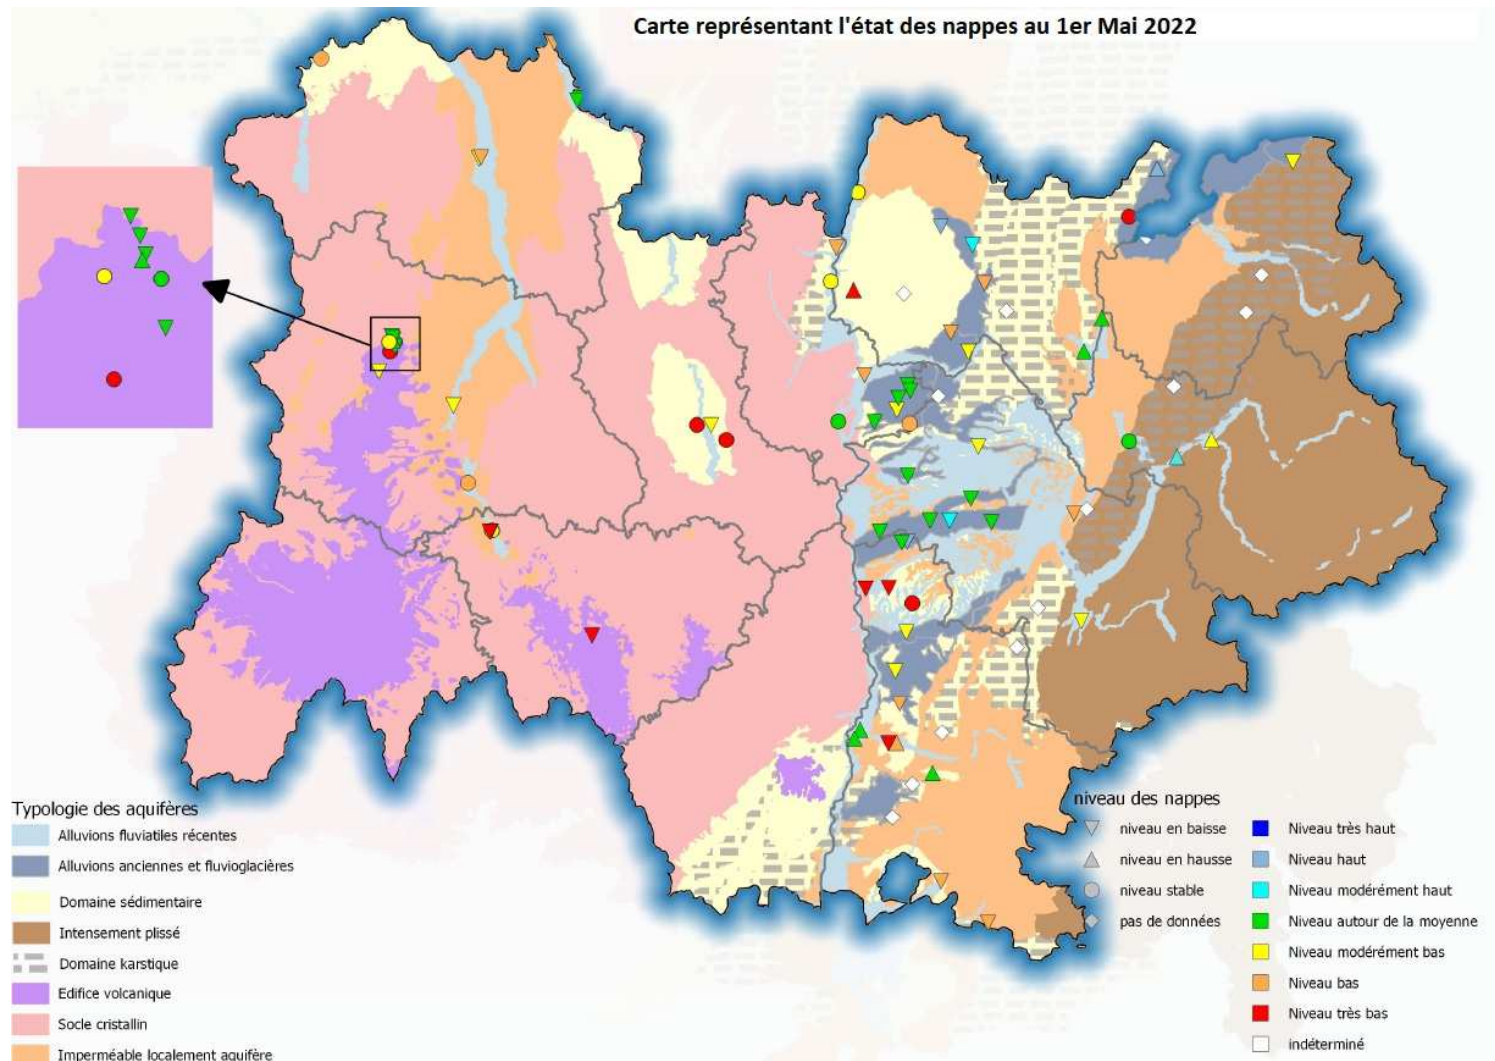 Carte représentant l'état des nappes au 1er Mai 2022
Typologie des aquifères
Alluvions fluviatiles récentes
Alluvions anciennes et fluvioglacières
Domaine sédimentaire
Intensement plissé
Domaine karstique
Edifice volcanique
Socle cristallin
Imperméable localement aquifère
niveau des nappes
niveau en baisse
niveau en hausse
niveau stable
pas de données
Niveau très haut
Niveau haut
Niveau modérément haut
Niveau autour de la moyenne
Niveau modérément bas
Niveau bas
Niveau très bas
indéterminé